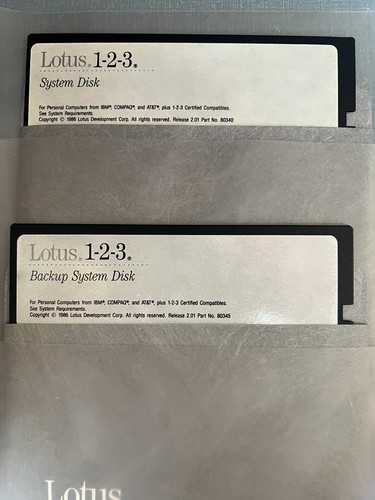 Lotus® 1-2-3®
System Disk
For Personal Computers from IBM®, COMPAQ®, and AT&T®, plus 1-2-3 Certified Compatibles.
See System Requirements.
Copyright © 1986 Lotus Development Corp. All rights reserved. Release 2.01 Part No. 80340
Lotus® 1-2-3®
Backup System Disk
For Personal Computers from IBM®, COMPAQ®, and AT&T®, plus 1-2-3 Certified Compatibles.
See System Requirements.
Copyright © 1986 Lotus Development Corp. All rights reserved. Release 2.01 Part No. 80345
Lotus